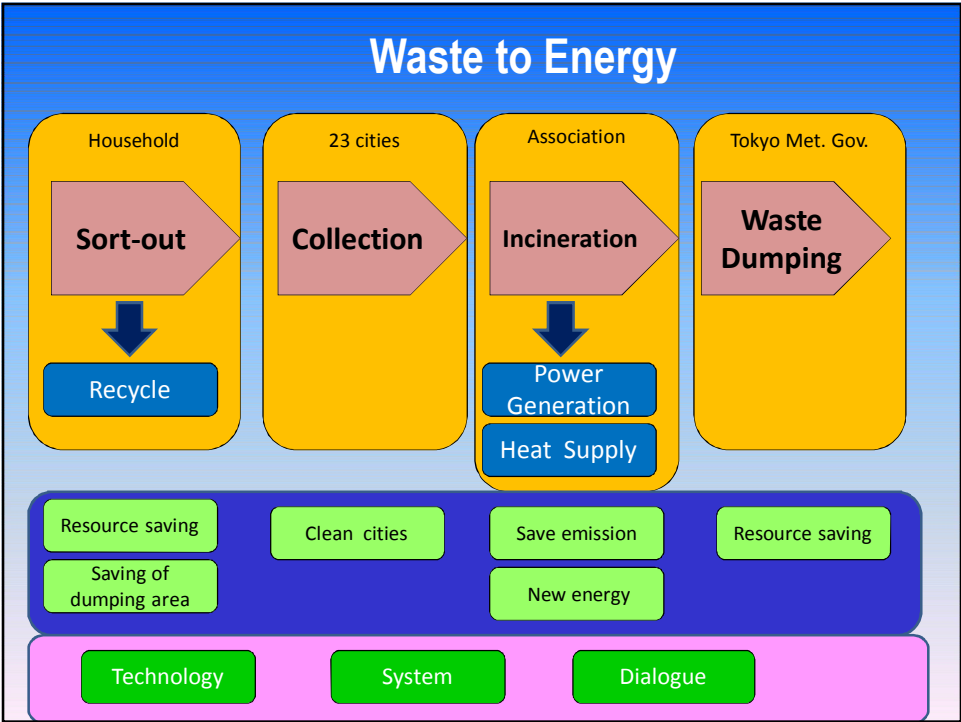 Waste to Energy
Household
Sort-out
Recycle
23 cities
Collection
Association
Incineration
Power
Generation
Heat Supply
Tokyo Met. Gov.
Waste
Dumping
Resource saving
Saving of
dumping area
Clean cities
Save emission
New energy
Resource saving
Technology
System
Dialogue